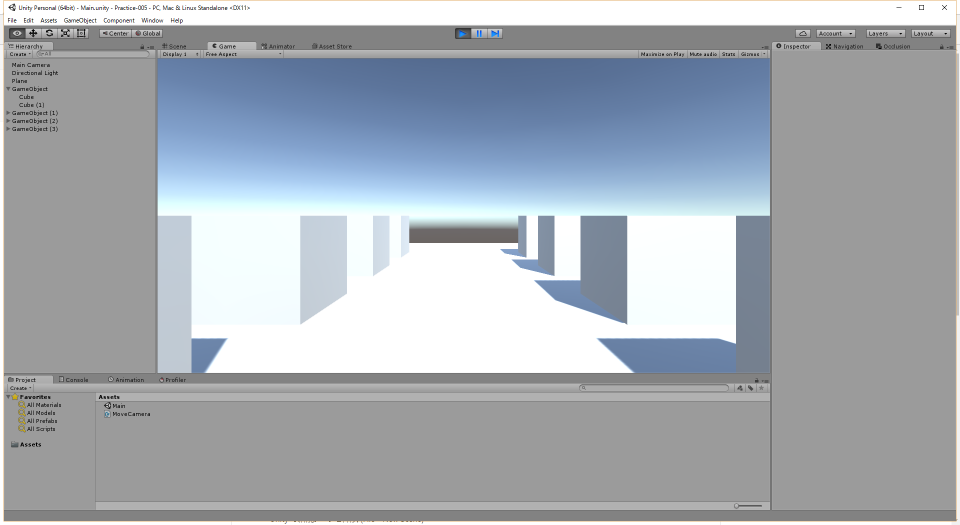 Unity Personal (64bit) - Main.unity - Practice-005 - PC, Mac & Linux Standalone <DX11>
File Edit Assets GameObject Component Window Help
Center Global Account Layers Layout
Hierarchy Scene Game Animator Asset Store Inspector Navigation Occlusion
Create All Display 1 Free Aspect Maximize on Play Mute audio Stats Gizmos
Main Camera
Directional Light
Plane
GameObject
Cube
Cube (1)
GameObject (1)
GameObject (2)
GameObject (3)
Project Console Animation Profiler
Create
Favorites
All Materials
All Models
All Prefabs
All Scripts
Assets
Assets
Main
MoveCamera